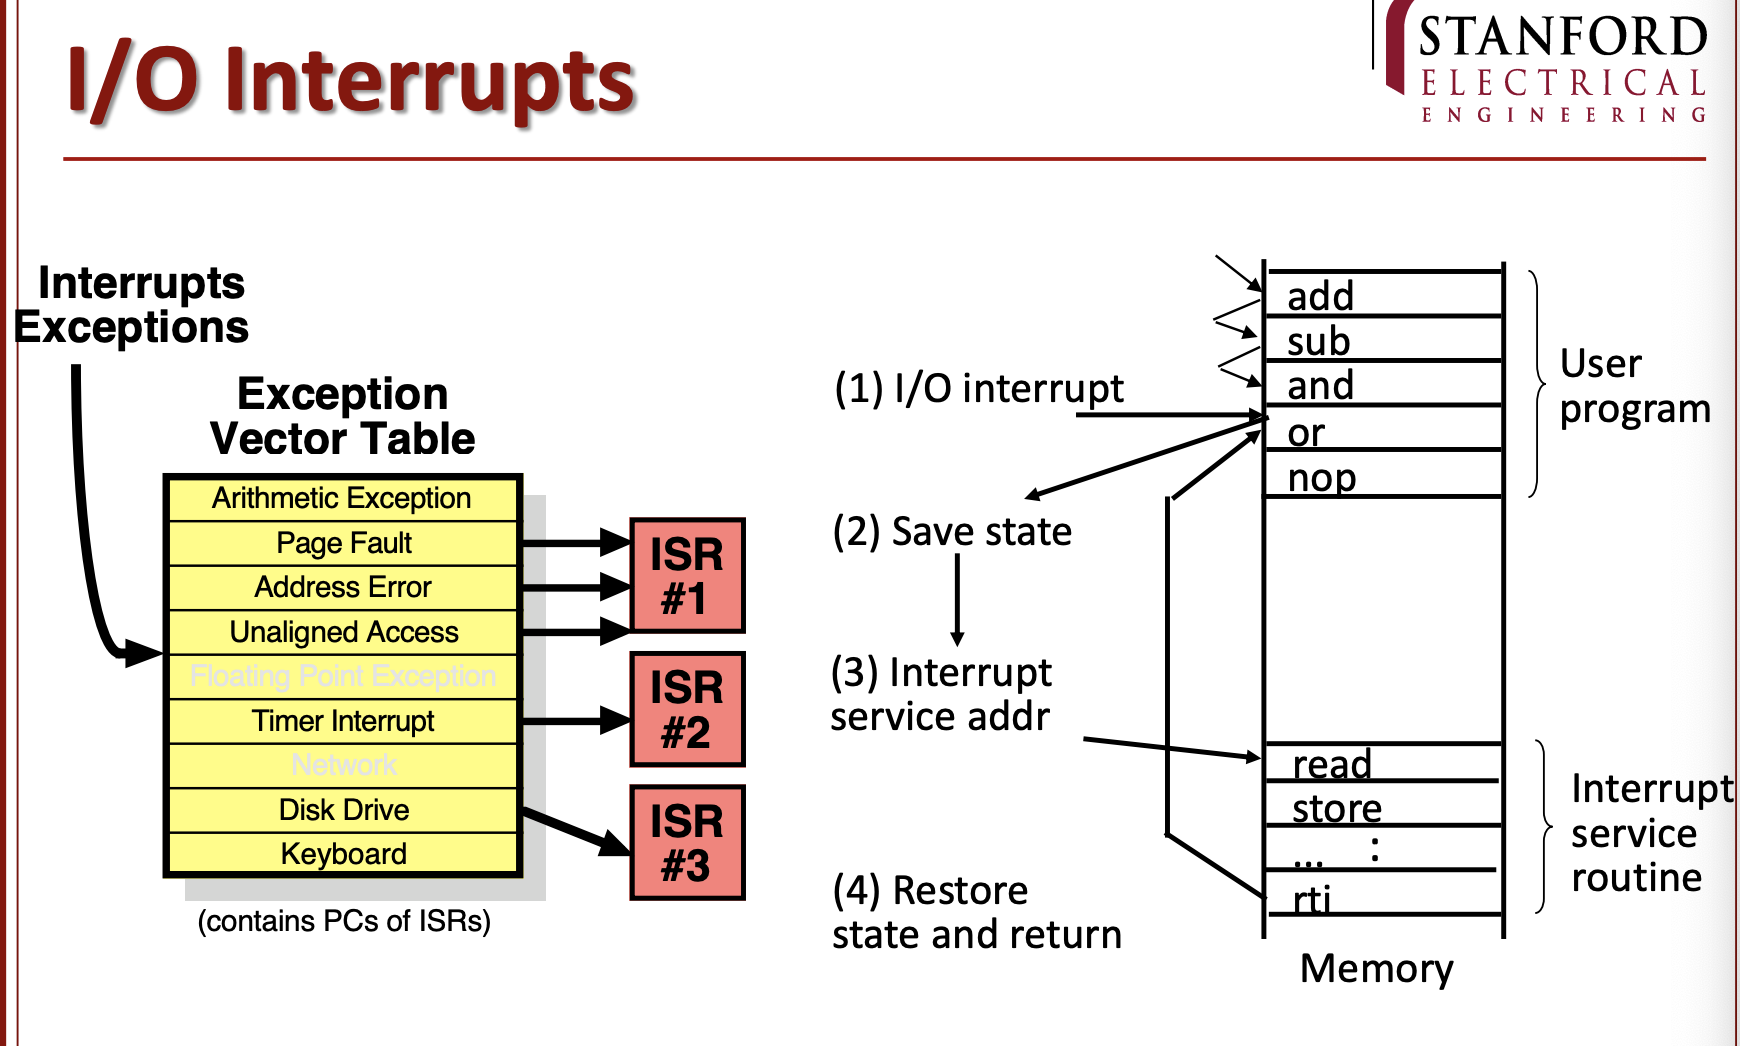 I/O Interrupts
STANFORD
ELECTRICAL
ENGINEERING
Interrupts
Exceptions
Exception
Vector Table
Arithmetic Exception
Page Fault
Address Error
Unaligned Access
Floating Point Exception
Timer Interrupt
Network
Disk Drive
Keyboard
(contains PCs of ISRs)
ISR
#1
ISR
#2
ISR
#3
(1) I/O interrupt
(2) Save state
(3) Interrupt
service addr
(4) Restore
state and return
add
sub
and
or
nop
User
program
read
store
... :
rti
Interrupt
service
routine
Memory